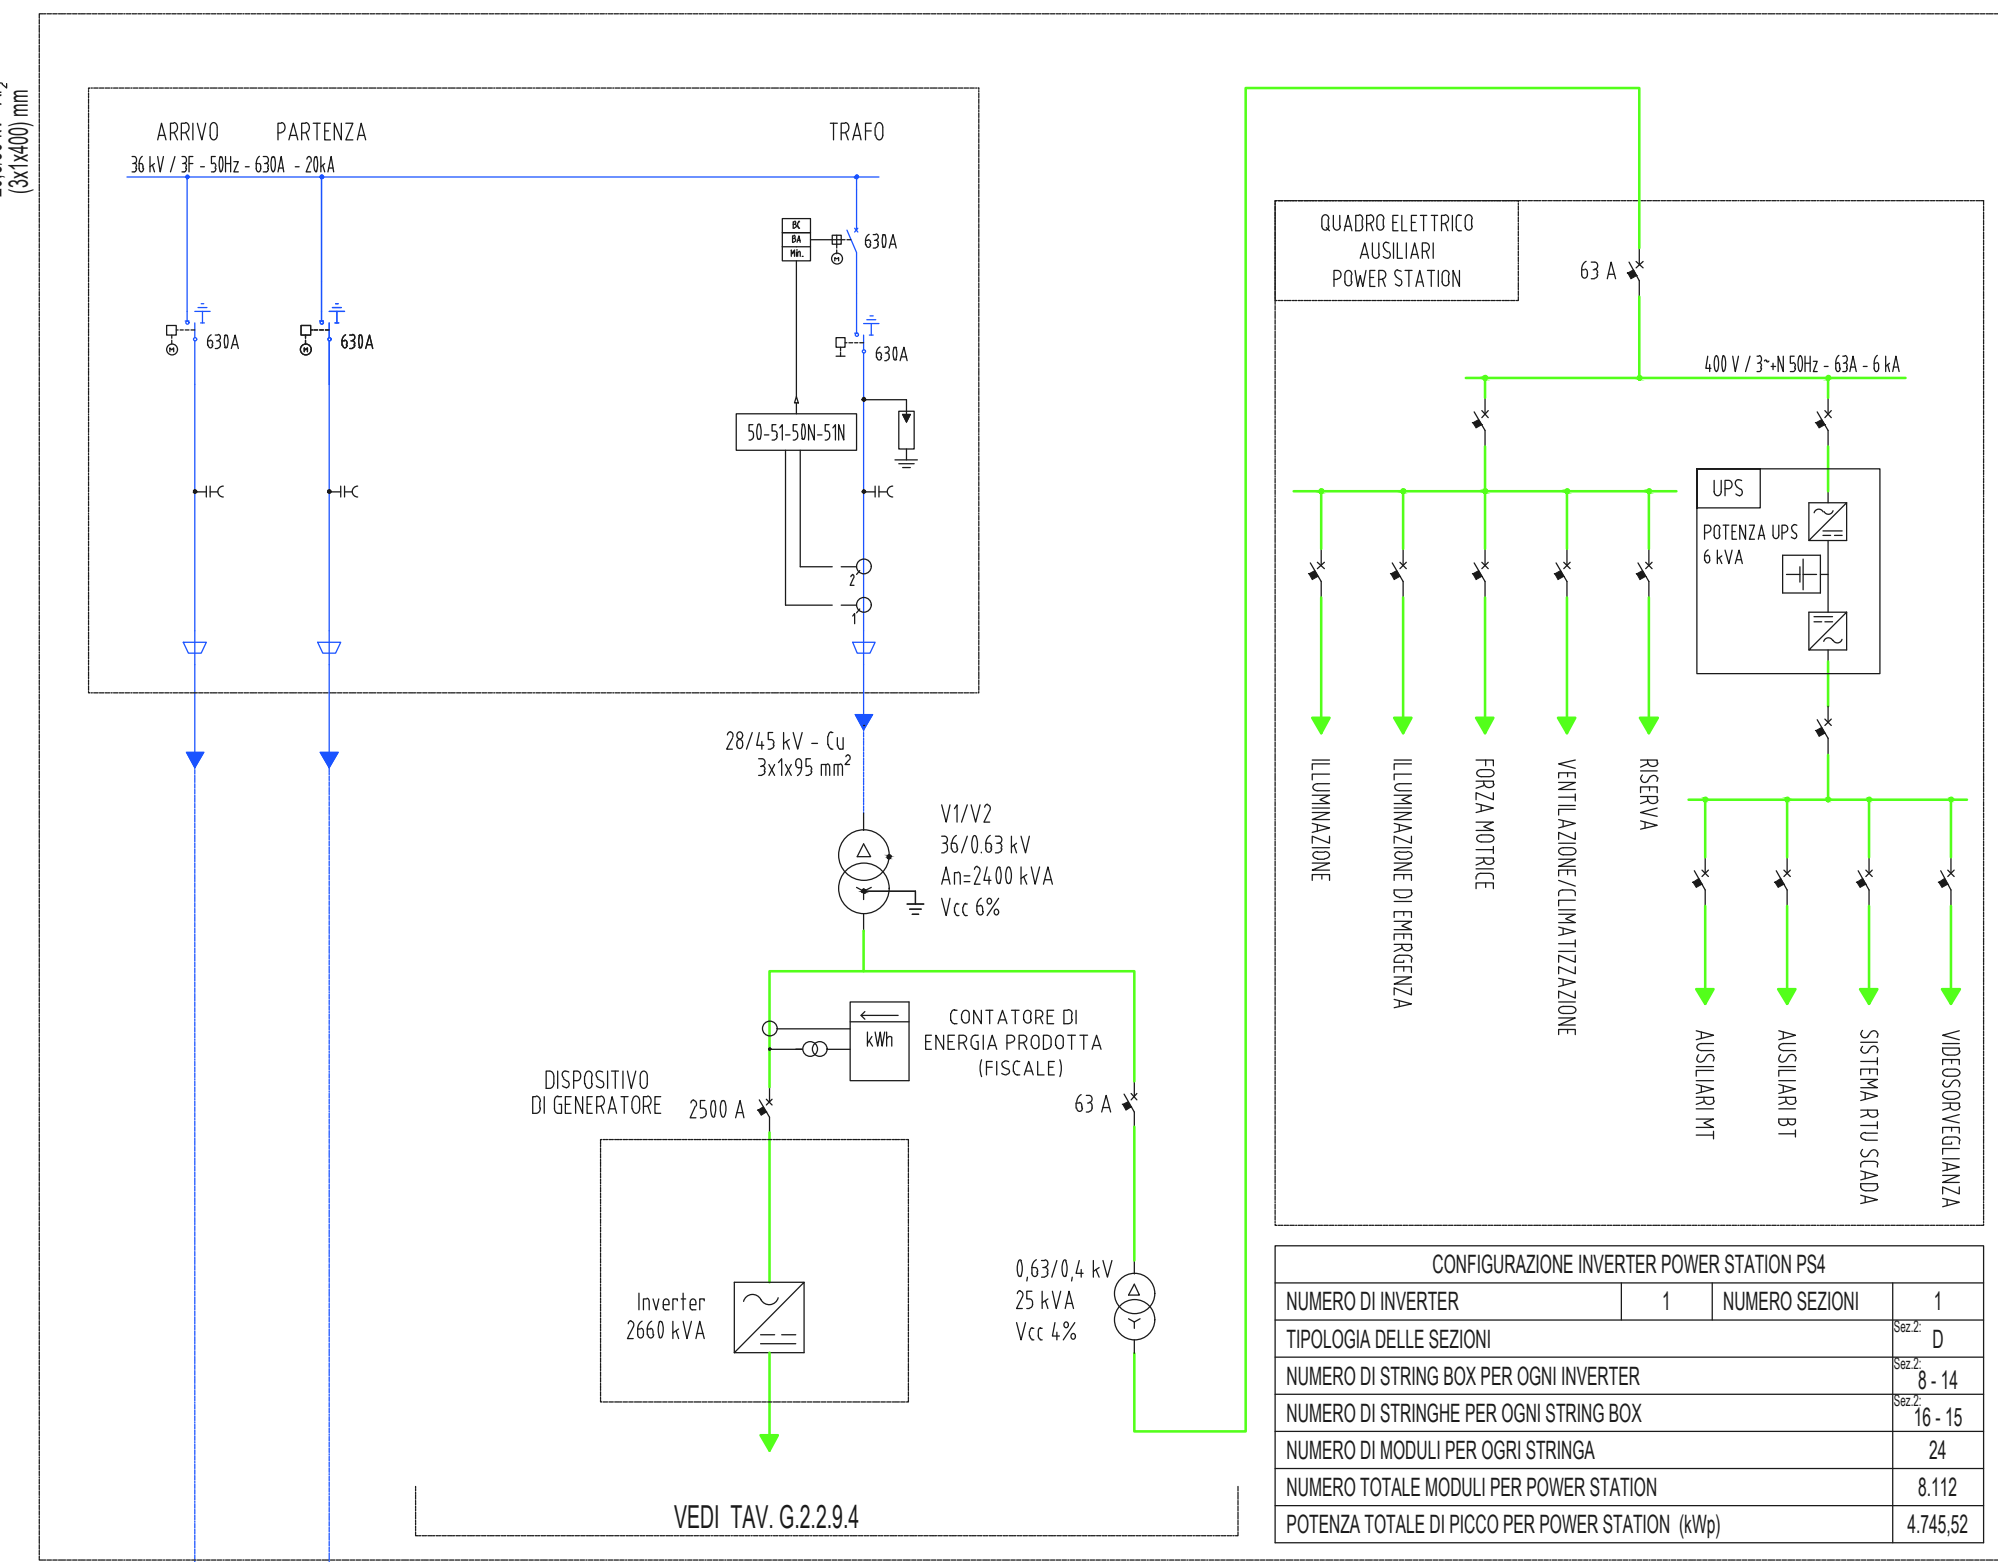 (3x1x400) mm
ARRIVO
PARTENZA
TRAFO
36 kV / 3F - 50Hz - 630A - 20kA
BC
BA
Min.
M
630A
M
630A
M
630A
630A
50-51-50N-51N
2
1
28/45 kV - Cu
3x1x95 mm²
V1/V2
36/0.63 kV
An=2400 kVA
Vcc 6%
kWh
CONTATORE DI
ENERGIA PRODOTTA
(FISCALE)
DISPOSITIVO
DI GENERATORE
2500 A
63 A
Inverter
2660 kVA
0,63/0,4 kV
25 kVA
Vcc 4%
VEDI TAV. G.2.2.9.4
QUADRO ELETTRICO
AUSILIARI
POWER STATION
63 A
400 V / 3~+N 50Hz - 63A - 6 kA
UPS
POTENZA UPS
6 kVA
ILLUMINAZIONE
ILLUMINAZIONE DI EMERGENZA
FORZA MOTRICE
VENTILAZIONE/CLIMATIZZAZIONE
RISERVA
AUSILIARI MT
AUSILIARI BT
SISTEMA RTU SCADA
VIDEOSORVEGLIANZA
CONFIGURAZIONE INVERTER POWER STATION PS4
NUMERO DI INVERTER 1 NUMERO SEZIONI 1
TIPOLOGIA DELLE SEZIONI Sez.2: D
NUMERO DI STRING BOX PER OGNI INVERTER Sez.2: 8 - 14
NUMERO DI STRINGHE PER OGNI STRING BOX Sez.2: 16 - 15
NUMERO DI MODULI PER OGRI STRINGA 24
NUMERO TOTALE MODULI PER POWER STATION 8.112
POTENZA TOTALE DI PICCO PER POWER STATION (kWp) 4.745,52